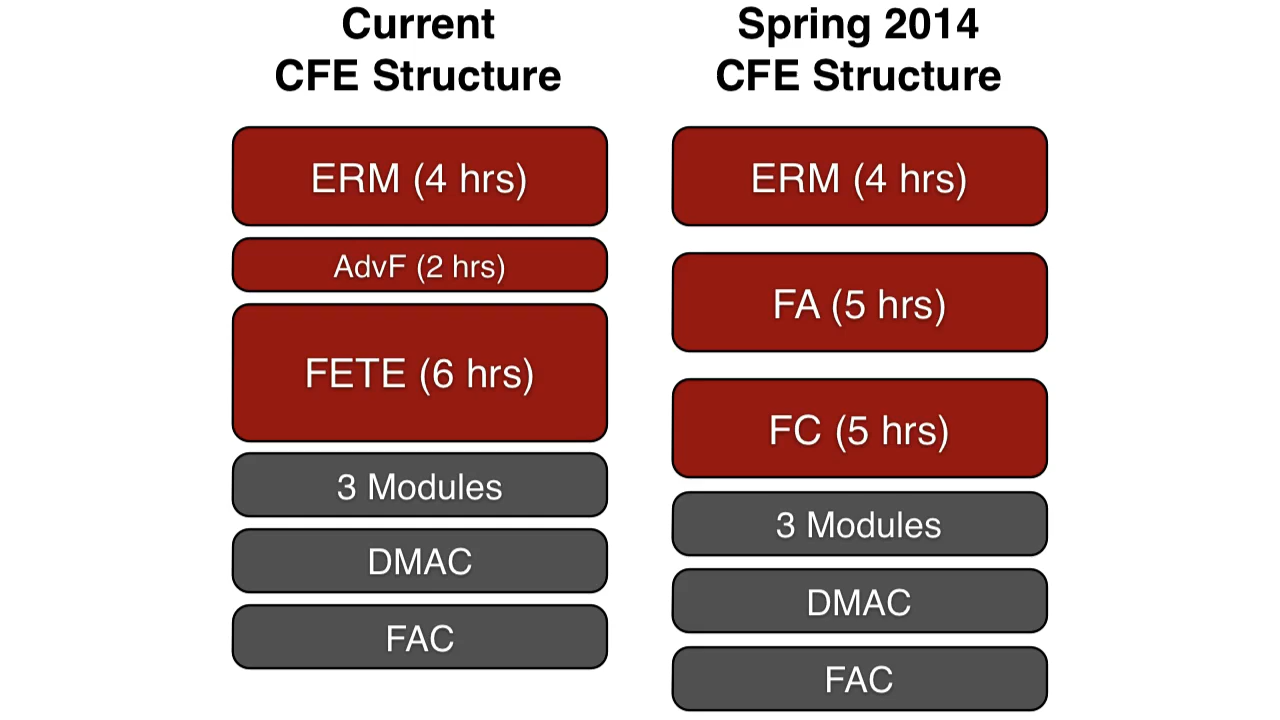 Current
CFE Structure
ERM (4 hrs)
AdvF (2 hrs)
FETE (6 hrs)
3 Modules
DMAC
FAC
Spring 2014
CFE Structure
ERM (4 hrs)
FA (5 hrs)
FC (5 hrs)
3 Modules
DMAC
FAC